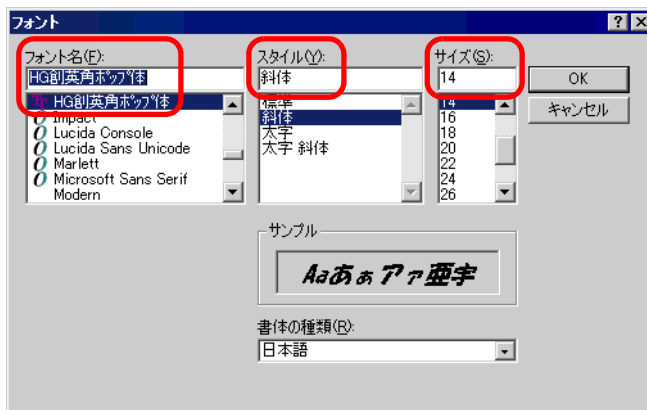 フォント
フォント名(F):
HG創英角ﾎﾟｯﾌﾟ体
HG創英角ﾎﾟｯﾌﾟ体
Impact
Lucida Console
Lucida Sans Unicode
Marlett
Microsoft Sans Serif
Modern
スタイル(Y):
斜体
標準
斜体
太字
太字 斜体
サイズ(S):
14
14
16
18
20
22
24
26
OK
キャンセル
サンプル
Aaあぁアァ亜宇
書体の種類(R):
日本語